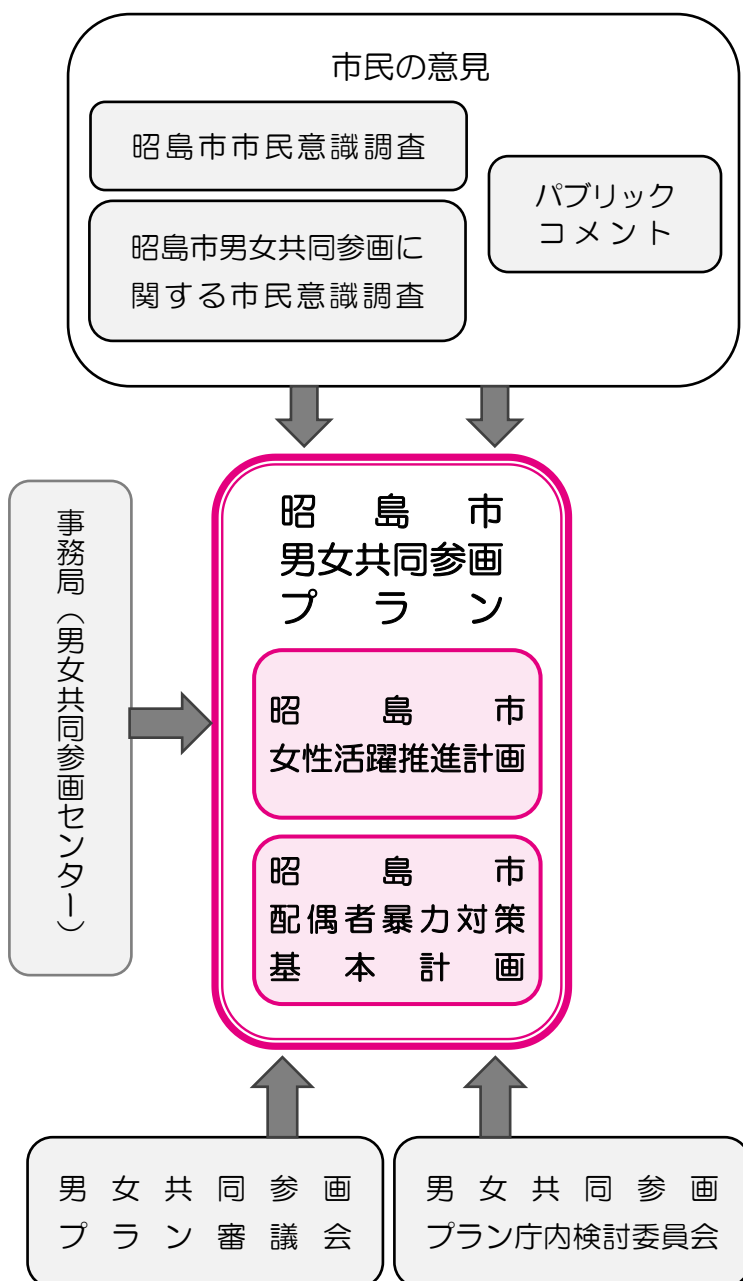 市民の意見
昭島市市民意識調査
昭島市男女共同参画に
関する市民意識調査
パブリック
コメント
事務局（男女共同参画センター）
昭島市
男女共同参画
プラン
昭島市
女性活躍推進計画
昭島市
配偶者暴力対策
基本計画
男女共同参画
プラン審議会
男女共同参画
プラン庁内検討委員会